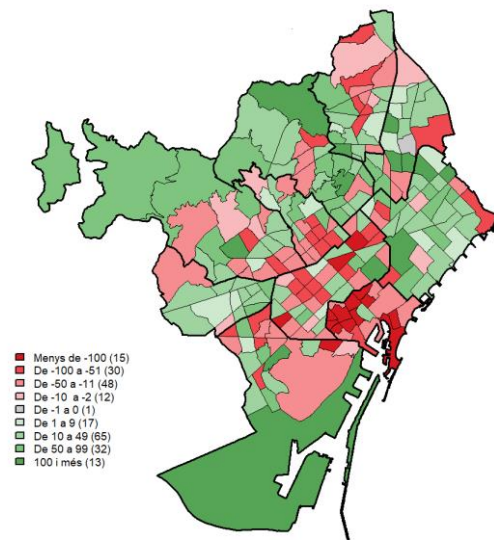 Menys de -100 (15)
De -100 a -51 (30)
De -50 a -11 (48)
De -10 a -2 (12)
De -1 a 0 (1)
De 1 a 9 (17)
De 10 a 49 (65)
De 50 a 99 (32)
100 i més (13)